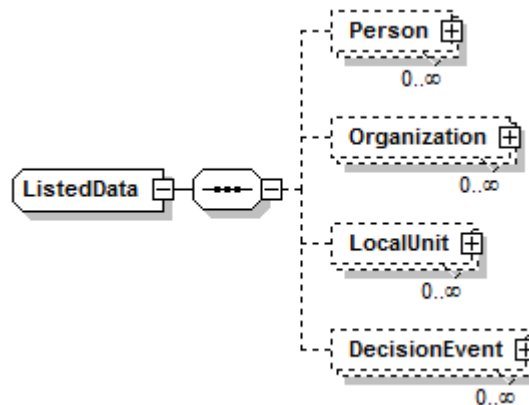 Person
0..∞
Organization
0..∞
ListedData
LocalUnit
0..∞
DecisionEvent
0..∞